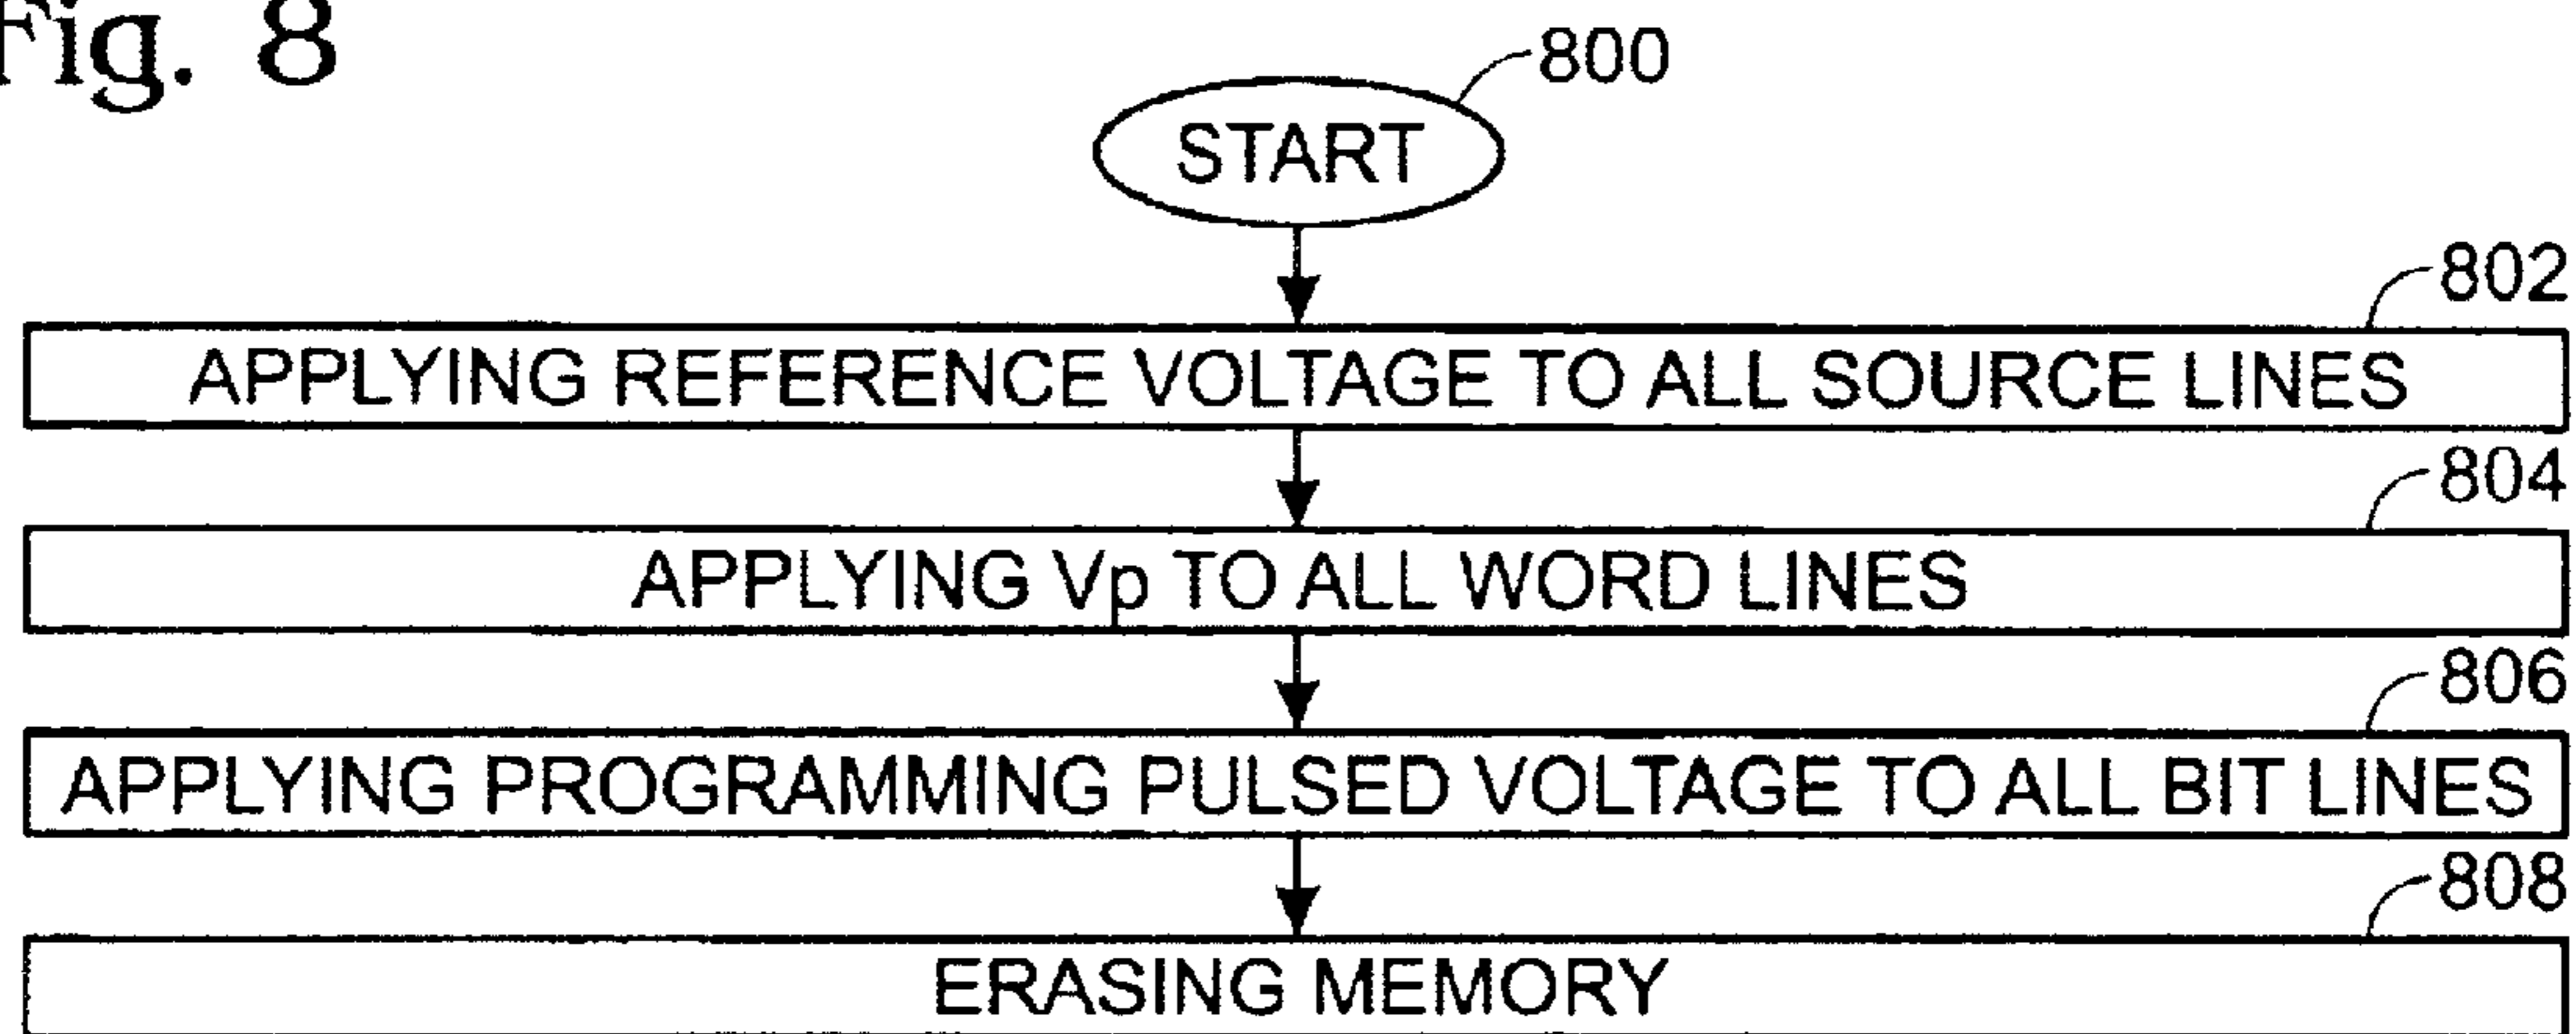 Fig. 8
800
START
802
APPLYING REFERENCE VOLTAGE TO ALL SOURCE LINES
804
APPLYING Vp TO ALL WORD LINES
806
APPLYING PROGRAMMING PULSED VOLTAGE TO ALL BIT LINES
808
ERASING MEMORY